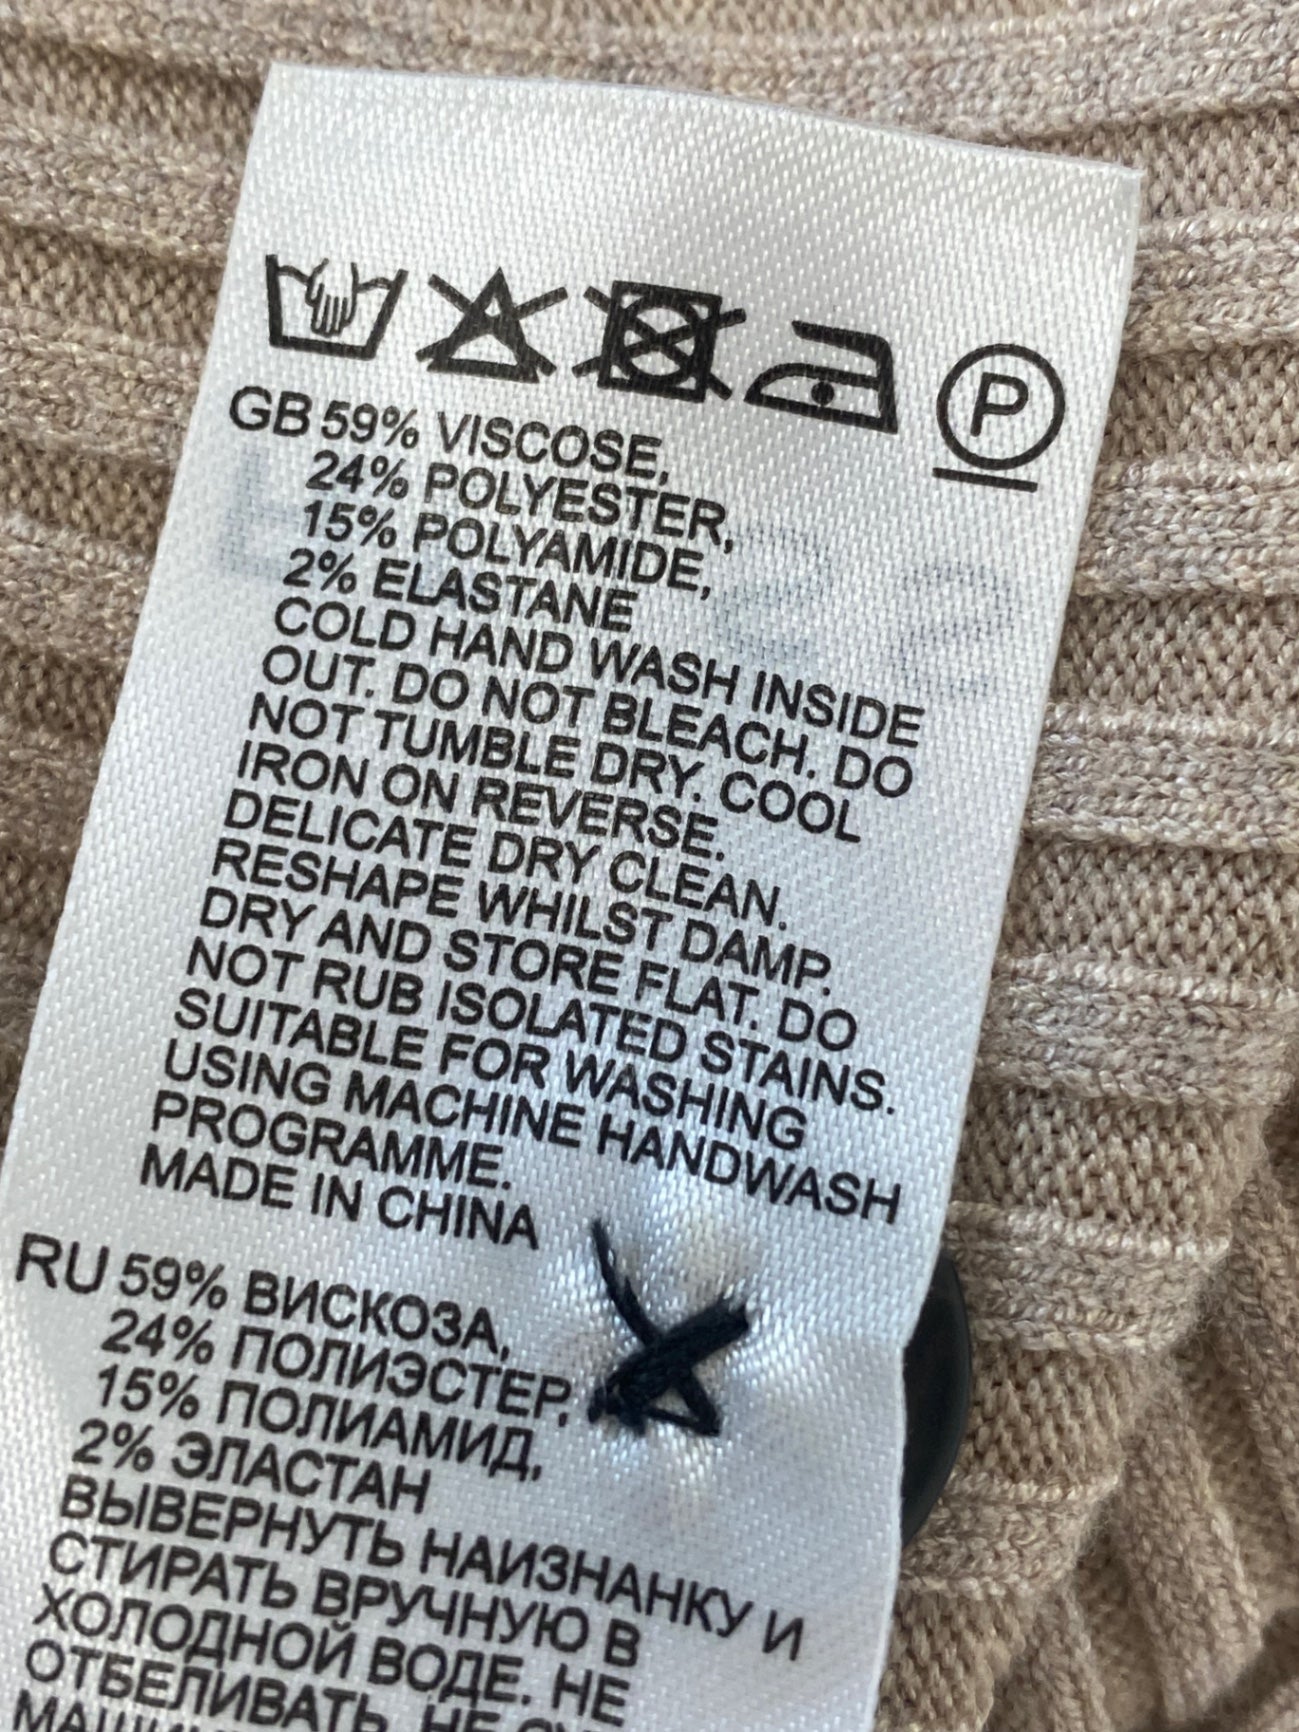 P
GB 59% VISCOSE,
24% POLYESTER,
15% POLYAMIDE,
2% ELASTANE
COLD HAND WASH INSIDE
OUT. DO NOT BLEACH. DO
NOT TUMBLE DRY. COOL
IRON ON REVERSE.
DELICATE DRY CLEAN.
RESHAPE WHILST DAMP.
DRY AND STORE FLAT. DO
NOT RUB ISOLATED STAINS.
SUITABLE FOR WASHING
USING MACHINE HANDWASH
PROGRAMME.
MADE IN CHINA
RU 59% ВИСКОЗА,
24% ПОЛИЭСТЕР,
15% ПОЛИАМИД,
2% ЭЛАСТАН
ВЫВЕРНУТЬ НАИЗНАНКУ И
СТИРАТЬ ВРУЧНУЮ В
ХОЛОДНОЙ ВОДЕ. НЕ
ОТБЕЛИВАТЬ. НЕ